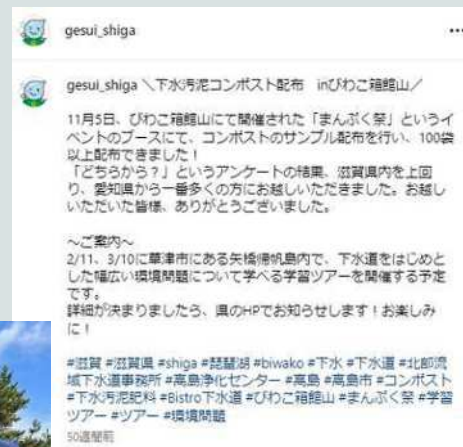 gesui_shiga
gesui_shiga ＼下水汚泥コンポスト配布　inびわこ箱館山／
11月5日、びわこ箱館山にて開催された「まんぷく祭」というイ
ベントのブースにて、コンポストのサンプル配布を行い、100袋
以上配布できました！
「どちらから？」というアンケートの結果、滋賀県内を上回
り、愛知県から一番多くの方にお越しいただきました。お越し
いただいた皆様、ありがとうございました。
～ご案内～
2/11、3/10に草津市にある矢橋帰帆島内で、下水道をはじめと
した幅広い環境問題について学べる学習ツアーを開催する予定
です。
詳細が決まりましたら、県のHPでお知らせします！お楽しみ
に！
#滋賀 #滋賀県 #shiga #琵琶湖 #biwako #下水 #下水道 #北部流
域下水道事務所 #高島浄化センター #高島 #高島市 #コンポスト
#下水汚泥肥料 #Bistro下水道 #びわこ箱館山 #まんぷく祭 #学習
ツアー #ツアー #環境問題
50週間前